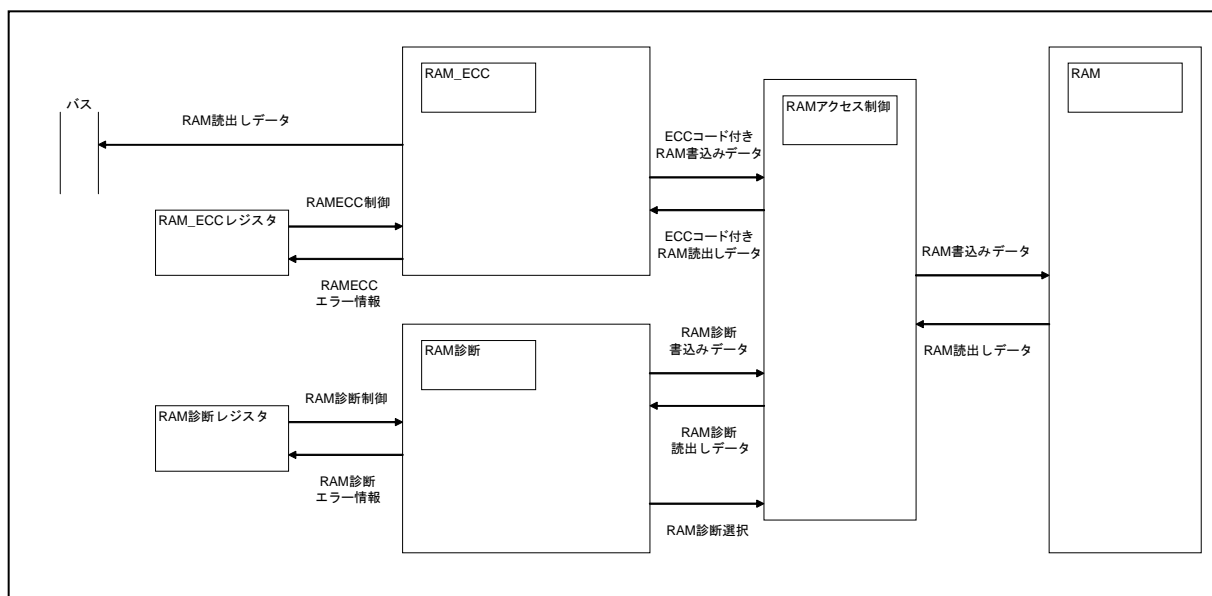 RAM_ECC
RAM
バス
RAMアクセス制御
RAM読出しデータ
ECCコード付き
RAM書込みデータ
RAM_ECCレジスタ
RAMECC制御
ECCコード付き
RAM読出しデータ
RAM書込みデータ
RAMECC
エラー情報
RAM診断
RAM診断
書込みデータ
RAM読出しデータ
RAM診断レジスタ
RAM診断制御
RAM診断
読出しデータ
RAM診断
エラー情報
RAM診断選択